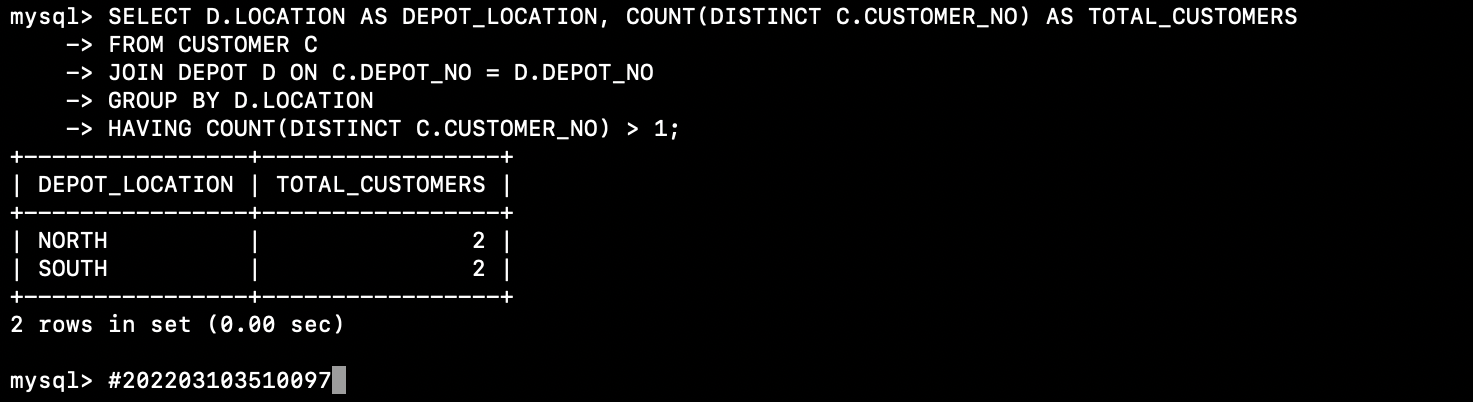 mysql> SELECT D.LOCATION AS DEPOT_LOCATION, COUNT(DISTINCT C.CUSTOMER_NO) AS TOTAL_CUSTOMERS
    -> FROM CUSTOMER C
    -> JOIN DEPOT D ON C.DEPOT_NO = D.DEPOT_NO
    -> GROUP BY D.LOCATION
    -> HAVING COUNT(DISTINCT C.CUSTOMER_NO) > 1;
+----------------+-----------------+
| DEPOT_LOCATION | TOTAL_CUSTOMERS |
+----------------+-----------------+
| NORTH          |               2 |
| SOUTH          |               2 |
+----------------+-----------------+
2 rows in set (0.00 sec)
mysql> #202203103510097